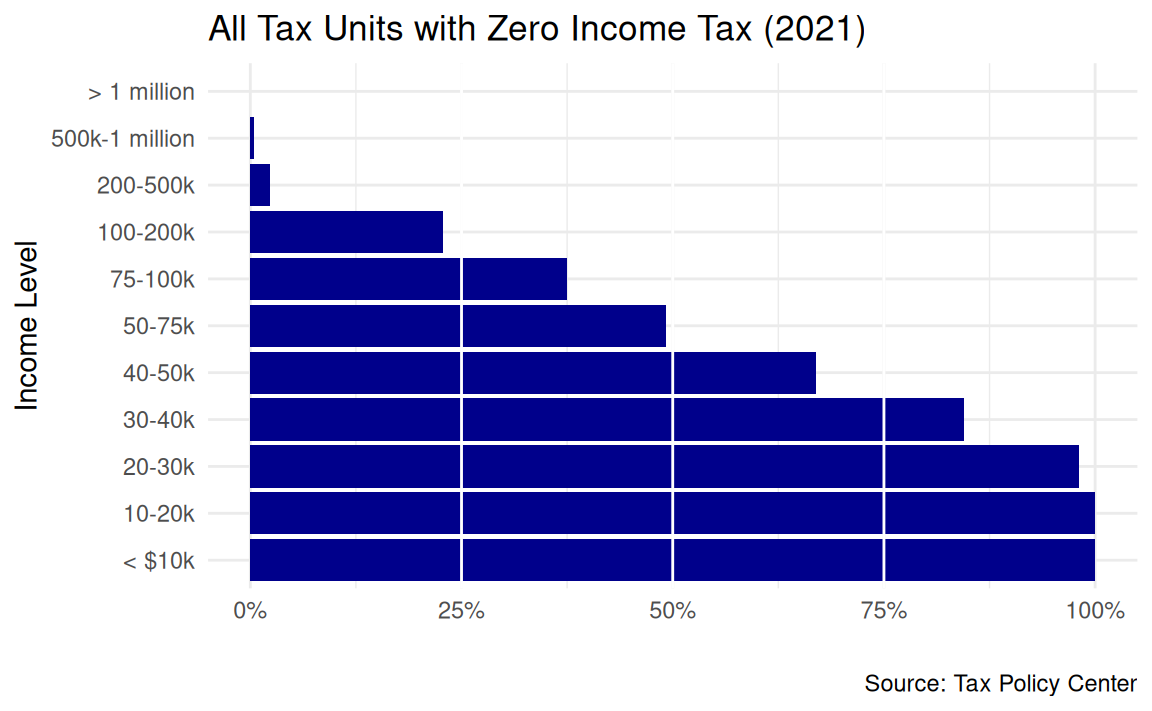 All Tax Units with Zero Income Tax (2021)
Income Level
> 1 million
500k-1 million
200-500k
100-200k
75-100k
50-75k
40-50k
30-40k
20-30k
10-20k
< $10k
0% 25% 50% 75% 100%
Source: Tax Policy Center